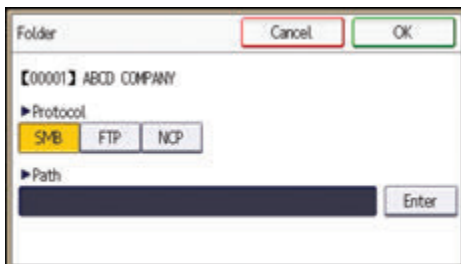 Folder Cancel OK
【00001】 ABCD COMPANY
▶Protocol
SMB FTP NCP
▶Path
Enter